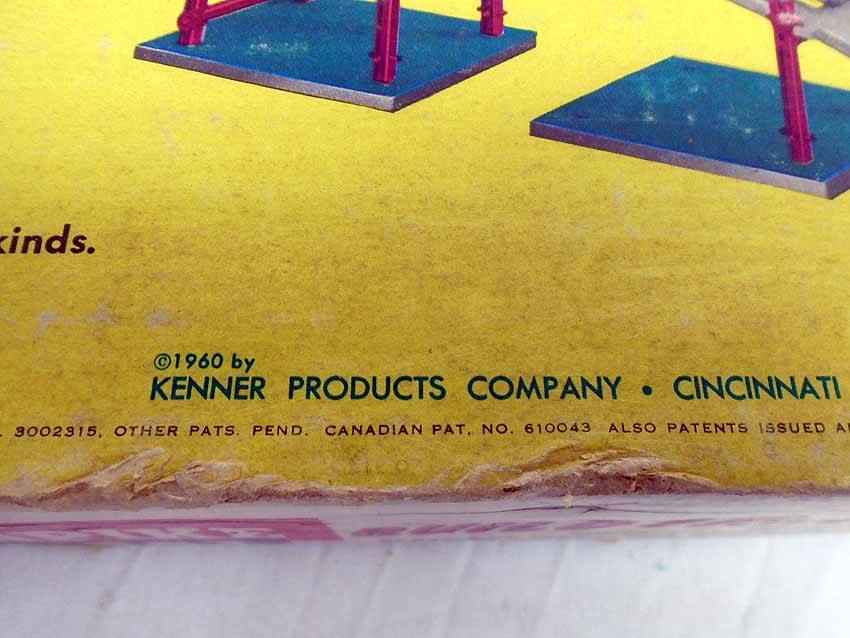 kinds.
©1960 by
KENNER PRODUCTS COMPANY • CINCINNATI
3002315, OTHER PATS. PEND. CANADIAN PAT, NO. 610043 ALSO PATENTS ISSUED